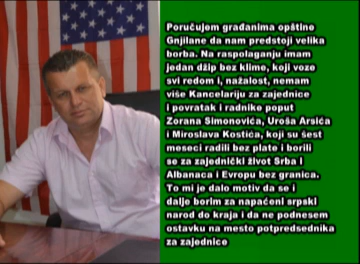 Poručujem građanima opštine
Gnjilane da nam predstoji velika
borba. Na raspolaganju imam
jedan džip bez klime, koji voze
svi redom I, nažalost, nemam
više Kancelariju za zajednice
i povratak i radnike poput
Zorana Simonovića, Uroša Arsića
i Miroslava Kostića, koji su šest
meseci radili bez plate i borili
se za zajednički život Srba I
Albanaca i Evropu bez granica.
To mi je dalo motiv da se i
dalje borim za napaćeni srpski
narod do kraja i da ne podnesem
ostavku na mesto potpredsednika
za zajednice